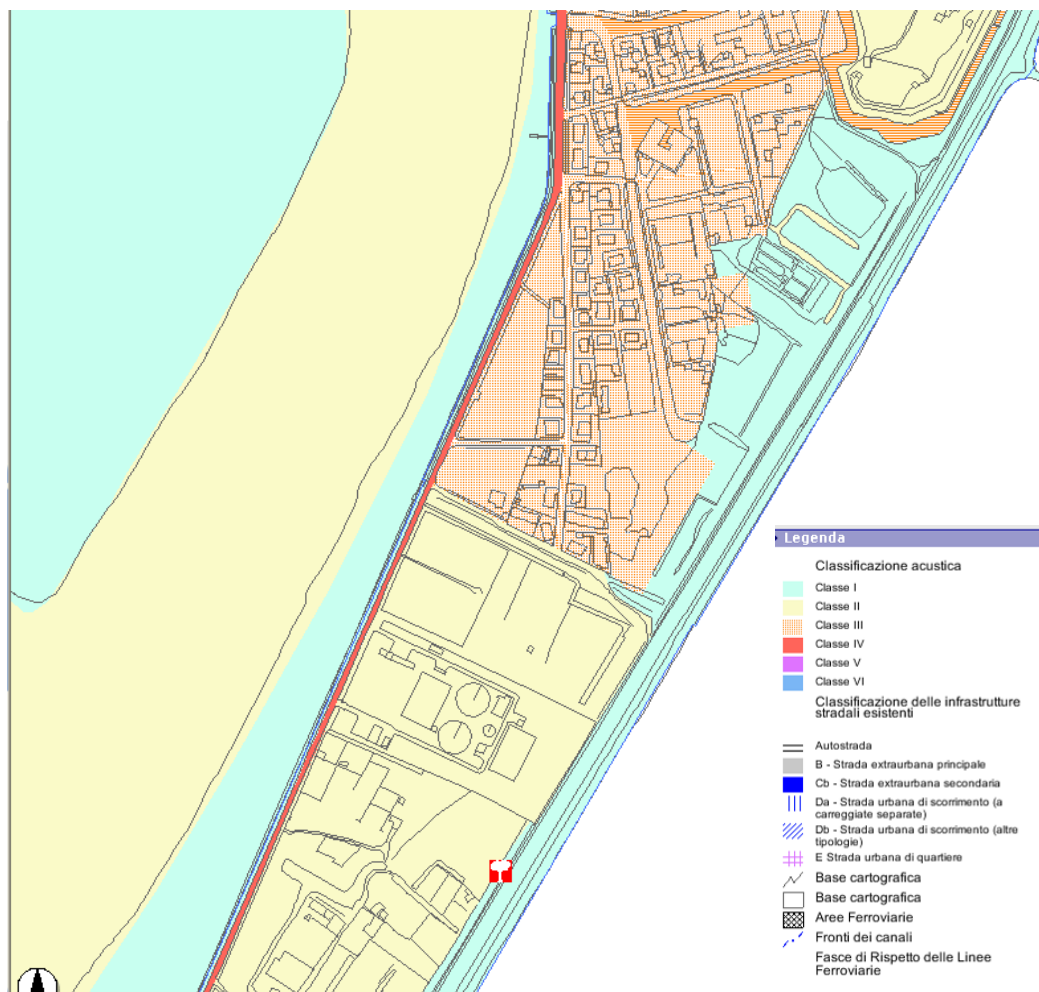 Legenda
Classificazione acustica
Classe I
Classe II
Classe III
Classe IV
Classe V
Classe VI
Classificazione delle infrastrutture
stradali esistenti
Autostrada
B - Strada extraurbana principale
Cb - Strada extraurbana secondaria
Da - Strada urbana di scorrimento (a
carreggiate separate)
Db - Strada urbana di scorrimento (altre
tipologie)
E Strada urbana di quartiere
Base cartografica
Base cartografica
Aree Ferroviarie
Fronti dei canali
Fasce di Rispetto delle Linee
Ferroviarie